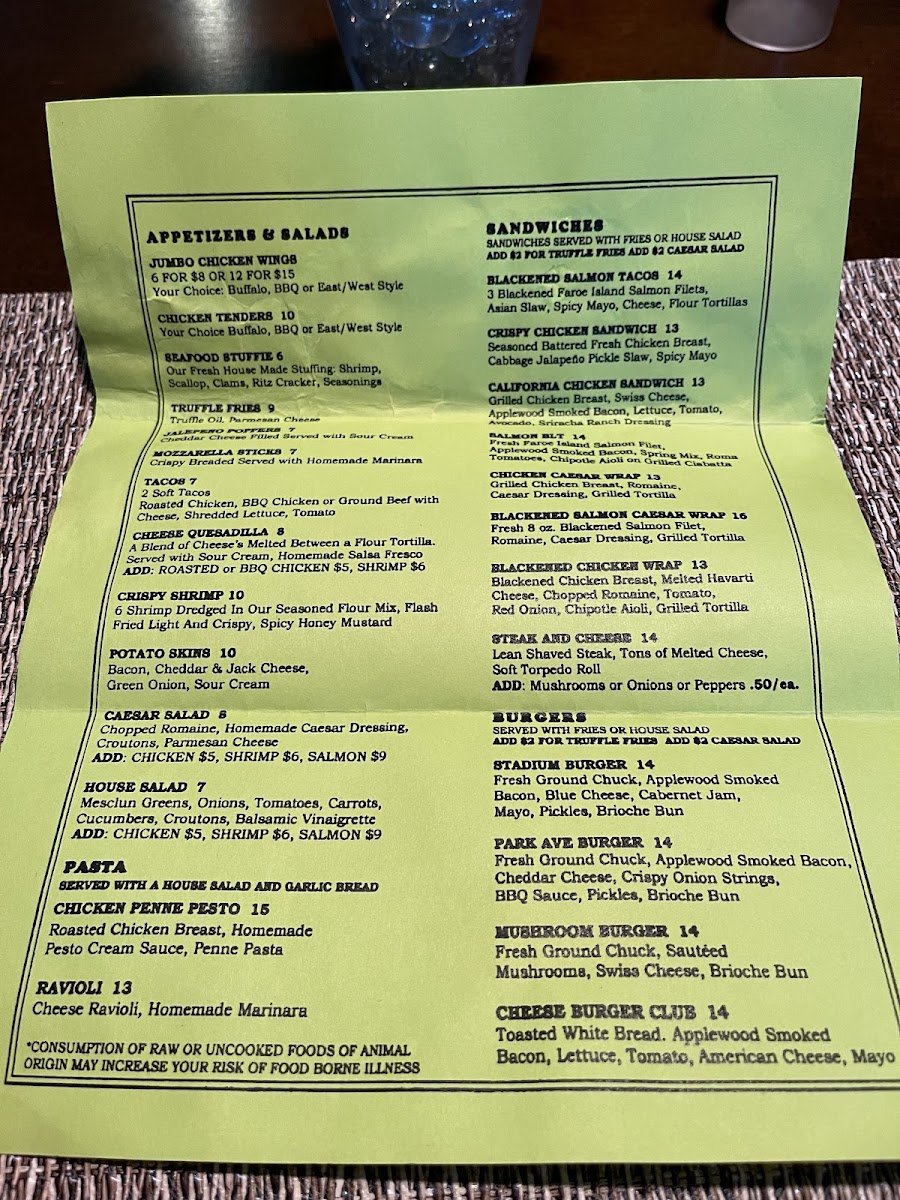 APPETIZERS & SALADS
JUMBO CHICKEN WINGS
6 FOR $8 OR 12 FOR $15
Your Choice: Buffalo, BBQ or East/West Style
CHICKEN TENDERS 10
Your Choice Buffalo, BBQ or East/West Style
SEAFOOD STUFFIE 6
Our Fresh House Made Stuffing: Shrimp,
Scallop, Clams, Ritz Cracker, Seasonings
TRUFFLE FRIES 9
Truffle Oil, Parmesan Cheese
JALEPENO POPPERS 7
Cheddar Cheese Filled Served with Sour Cream
MOZZARELLA STICKS 7
Crispy Breaded Served with Homemade Marinara
TACOS 7
2 Soft Tacos
Roasted Chicken, BBQ Chicken or Ground Beef with
Cheese, Shredded Lettuce, Tomato
CHEESE QUESADILLA 8
A Blend of Cheese's Melted Between a Flour Tortilla.
Served with Sour Cream, Homemade Salsa Fresco
ADD: ROASTED or BBQ CHICKEN $5, SHRIMP $6
CRISPY SHRIMP 10
6 Shrimp Dredged In Our Seasoned Flour Mix, Flash
Fried Light And Crispy, Spicy Honey Mustard
POTATO SKINS 10
Bacon, Cheddar & Jack Cheese,
Green Onion, Sour Cream
CAESAR SALAD 8
Chopped Romaine, Homemade Caesar Dressing,
Croutons, Parmesan Cheese
ADD: CHICKEN $5, SHRIMP $6, SALMON $9
HOUSE SALAD 7
Mesclun Greens, Onions, Tomatoes, Carrots,
Cucumbers, Croutons, Balsamic Vinaigrette
ADD: CHICKEN $5, SHRIMP $6, SALMON $9
PASTA
SERVED WITH A HOUSE SALAD AND GARLIC BREAD
CHICKEN PENNE PESTO 15
Roasted Chicken Breast, Homemade
Pesto Cream Sauce, Penne Pasta
RAVIOLI 13
Cheese Ravioli, Homemade Marinara
*CONSUMPTION OF RAW OR UNCOOKED FOODS OF ANIMAL
ORIGIN MAY INCREASE YOUR RISK OF FOOD BORNE ILLNESS
SANDWICHES
SANDWICHES SERVED WITH FRIES OR HOUSE SALAD
ADD $2 FOR TRUFFLE FRIES ADD $2 CAESAR SALAD
BLACKENED SALMON TACOS 14
3 Blackened Faroe Island Salmon Filets,
Asian Slaw, Spicy Mayo, Cheese, Flour Tortillas
CRISPY CHICKEN SANDWICH 13
Seasoned Battered Fresh Chicken Breast,
Cabbage Jalapeño Pickle Slaw, Spicy Mayo
CALIFORNIA CHICKEN SANDWICH 13
Grilled Chicken Breast, Swiss Cheese,
Applewood Smoked Bacon, Lettuce, Tomato,
Avocado, Sriracha Ranch Dressing
SALMON BLT 14
Fresh Faroe Island Salmon Filet,
Applewood Smoked Bacon, Spring Mix, Roma
Tomatoes, Chipotle Aioli on Grilled Ciabatta
CHICKEN CAESAR WRAP 13
Grilled Chicken Breast, Romaine,
Caesar Dressing, Grilled Tortilla
BLACKENED SALMON CAESAR WRAP 16
Fresh 8 oz. Blackened Salmon Filet,
Romaine, Caesar Dressing, Grilled Tortilla
BLACKENED CHICKEN WRAP 13
Blackened Chicken Breast, Melted Havarti
Cheese, Chopped Romaine, Tomato,
Red Onion, Chipotle Aioli, Grilled Tortilla
STEAK AND CHEESE 14
Lean Shaved Steak, Tons of Melted Cheese,
Soft Torpedo Roll
ADD: Mushrooms or Onions or Peppers .50/ea.
BURGERS
SERVED WITH FRIES OR HOUSE SALAD
ADD $2 FOR TRUFFLE FRIES ADD $2 CAESAR SALAD
STADIUM BURGER 14
Fresh Ground Chuck, Applewood Smoked
Bacon, Blue Cheese, Cabernet Jam,
Mayo, Pickles, Brioche Bun
PARK AVE BURGER 14
Fresh Ground Chuck, Applewood Smoked Bacon,
Cheddar Cheese, Crispy Onion Strings,
BBQ Sauce, Pickles, Brioche Bun
MUSHROOM BURGER 14
Fresh Ground Chuck, Sautéed
Mushrooms, Swiss Cheese, Brioche Bun
CHEESE BURGER CLUB 14
Toasted White Bread. Applewood Smoked
Bacon, Lettuce, Tomato, American Cheese, Mayo